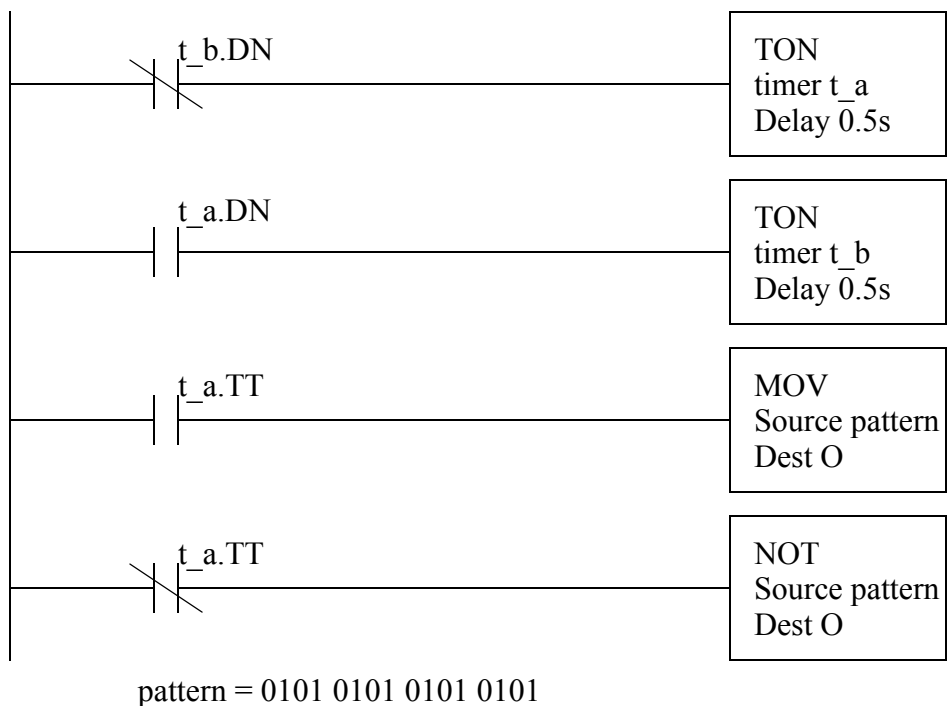 t_b.DN
TON
timer t_a
Delay 0.5s
t_a.DN
TON
timer t_b
Delay 0.5s
t_a.TT
MOV
Source pattern
Dest O
t_a.TT
NOT
Source pattern
Dest O
pattern = 0101 0101 0101 0101